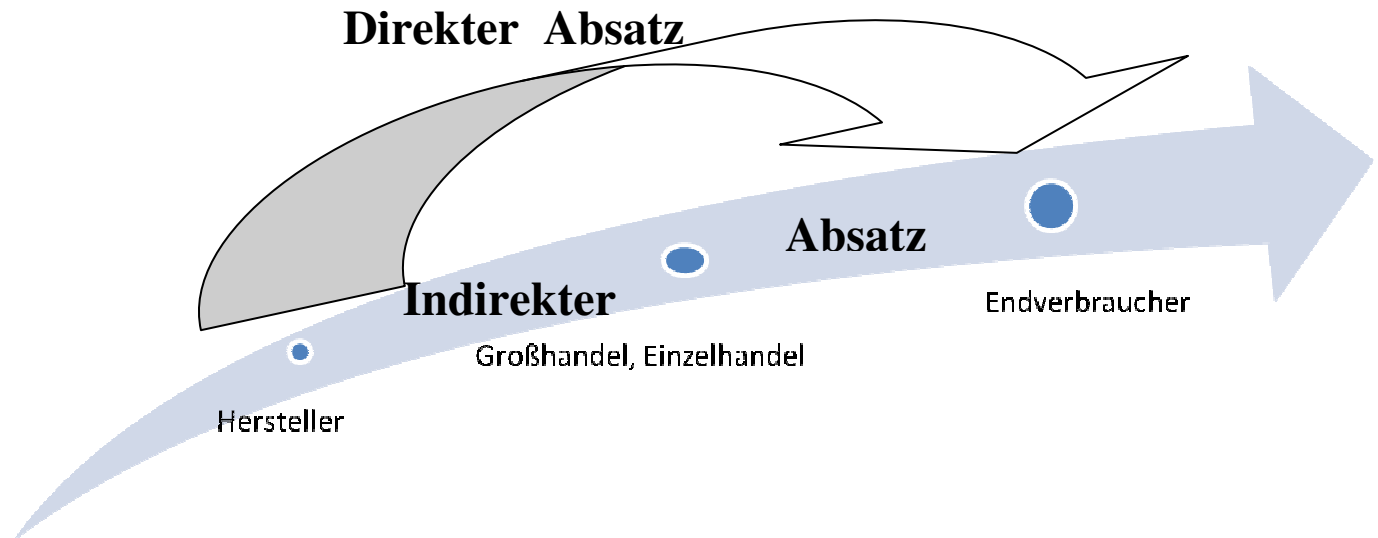 Direkter Absatz
Absatz
Indirekter
Endverbraucher
Großhandel, Einzelhandel
Hersteller